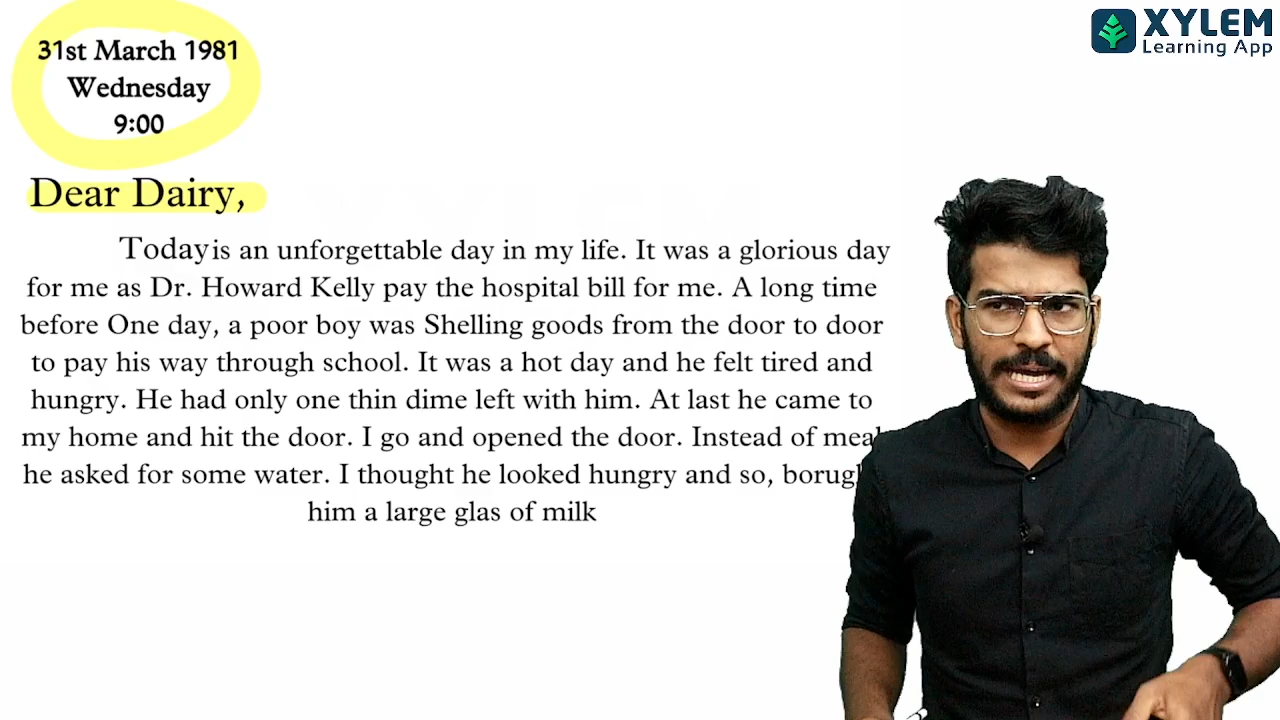 31st March 1981
Wednesday
9:00
XYLEM
Learning App
Dear Dairy,
Today is an unforgettable day in my life. It was a glorious day
for me as Dr. Howard Kelly pay the hospital bill for me. A long time
before One day, a poor boy was Shelling goods from the door to door
to pay his way through school. It was a hot day and he felt tired and
hungry. He had only one thin dime left with him. At last he came to
my home and hit the door. I go and opened the door. Instead of meal
he asked for some water. I thought he looked hungry and so,
him a large glas of milk